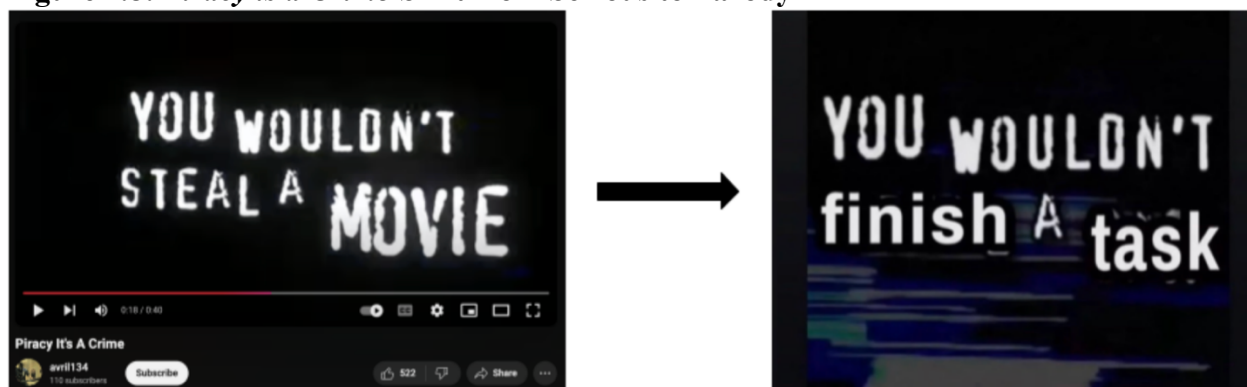 YOU WOULDN'T
STEAL A MOVIE
0:18 / 0:40
Piracy It's A Crime
avril134
110 subscribers
Subscribe
522
Share
YOU WOULDN'T
finish A task